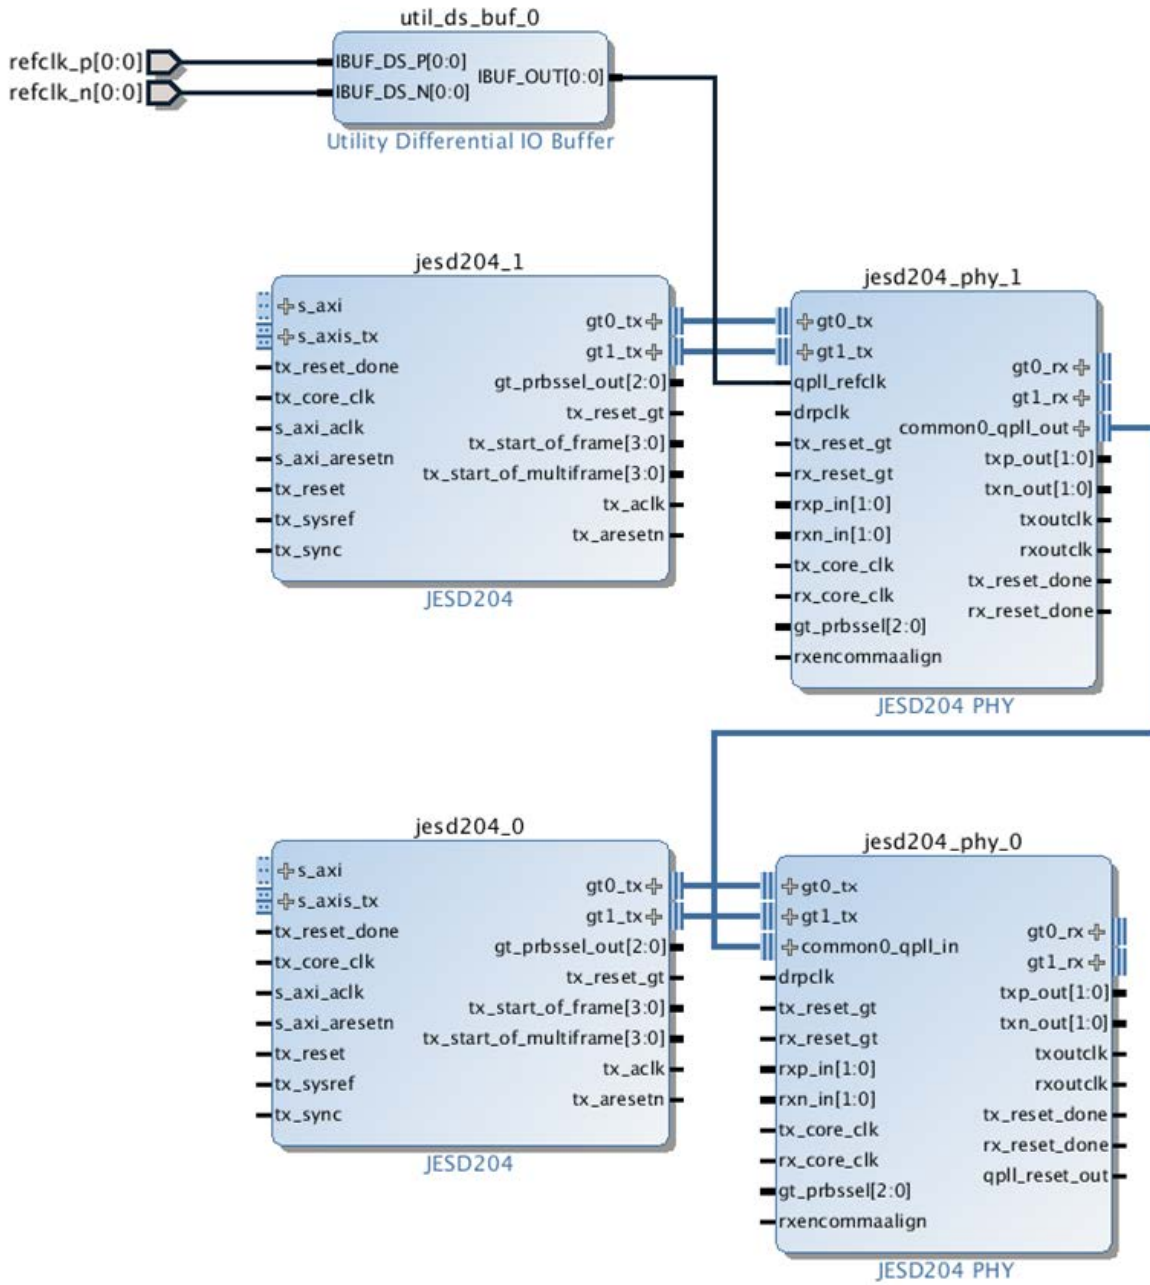 util_ds_buf_0
refclk_p[0:0]
refclk_n[0:0]
IBUF_DS_P[0:0]
IBUF_DS_N[0:0]
IBUF_OUT[0:0]
Utility Differential IO Buffer
jesd204_1
s_axi
s_axis_tx
tx_reset_done
tx_core_clk
s_axi_aclk
s_axi_aresetn
tx_reset
tx_sysref
tx_sync
gt0_tx
gt1_tx
gt_prbssel_out[2:0]
tx_reset_gt
tx_start_of_frame[3:0]
tx_start_of_multiframe[3:0]
tx_aclk
tx_aresetn
JESD204
jesd204_phy_1
gt0_tx
gt1_tx
qpll_refclk
drpclk
tx_reset_gt
rx_reset_gt
rxp_in[1:0]
rxn_in[1:0]
tx_core_clk
rx_core_clk
gt_prbssel[2:0]
rxencommaalign
gt0_rx
gt1_rx
common0_qpll_out
txp_out[1:0]
txn_out[1:0]
txoutclk
rxoutclk
tx_reset_done
rx_reset_done
JESD204 PHY
jesd204_0
s_axi
s_axis_tx
tx_reset_done
tx_core_clk
s_axi_aclk
s_axi_aresetn
tx_reset
tx_sysref
tx_sync
gt0_tx
gt1_tx
gt_prbssel_out[2:0]
tx_reset_gt
tx_start_of_frame[3:0]
tx_start_of_multiframe[3:0]
tx_aclk
tx_aresetn
JESD204
jesd204_phy_0
gt0_tx
gt1_tx
common0_qpll_in
drpclk
tx_reset_gt
rx_reset_gt
rxp_in[1:0]
rxn_in[1:0]
tx_core_clk
rx_core_clk
gt_prbssel[2:0]
rxencommaalign
gt0_rx
gt1_rx
txp_out[1:0]
txn_out[1:0]
txoutclk
rxoutclk
tx_reset_done
rx_reset_done
qpll_reset_out
JESD204 PHY